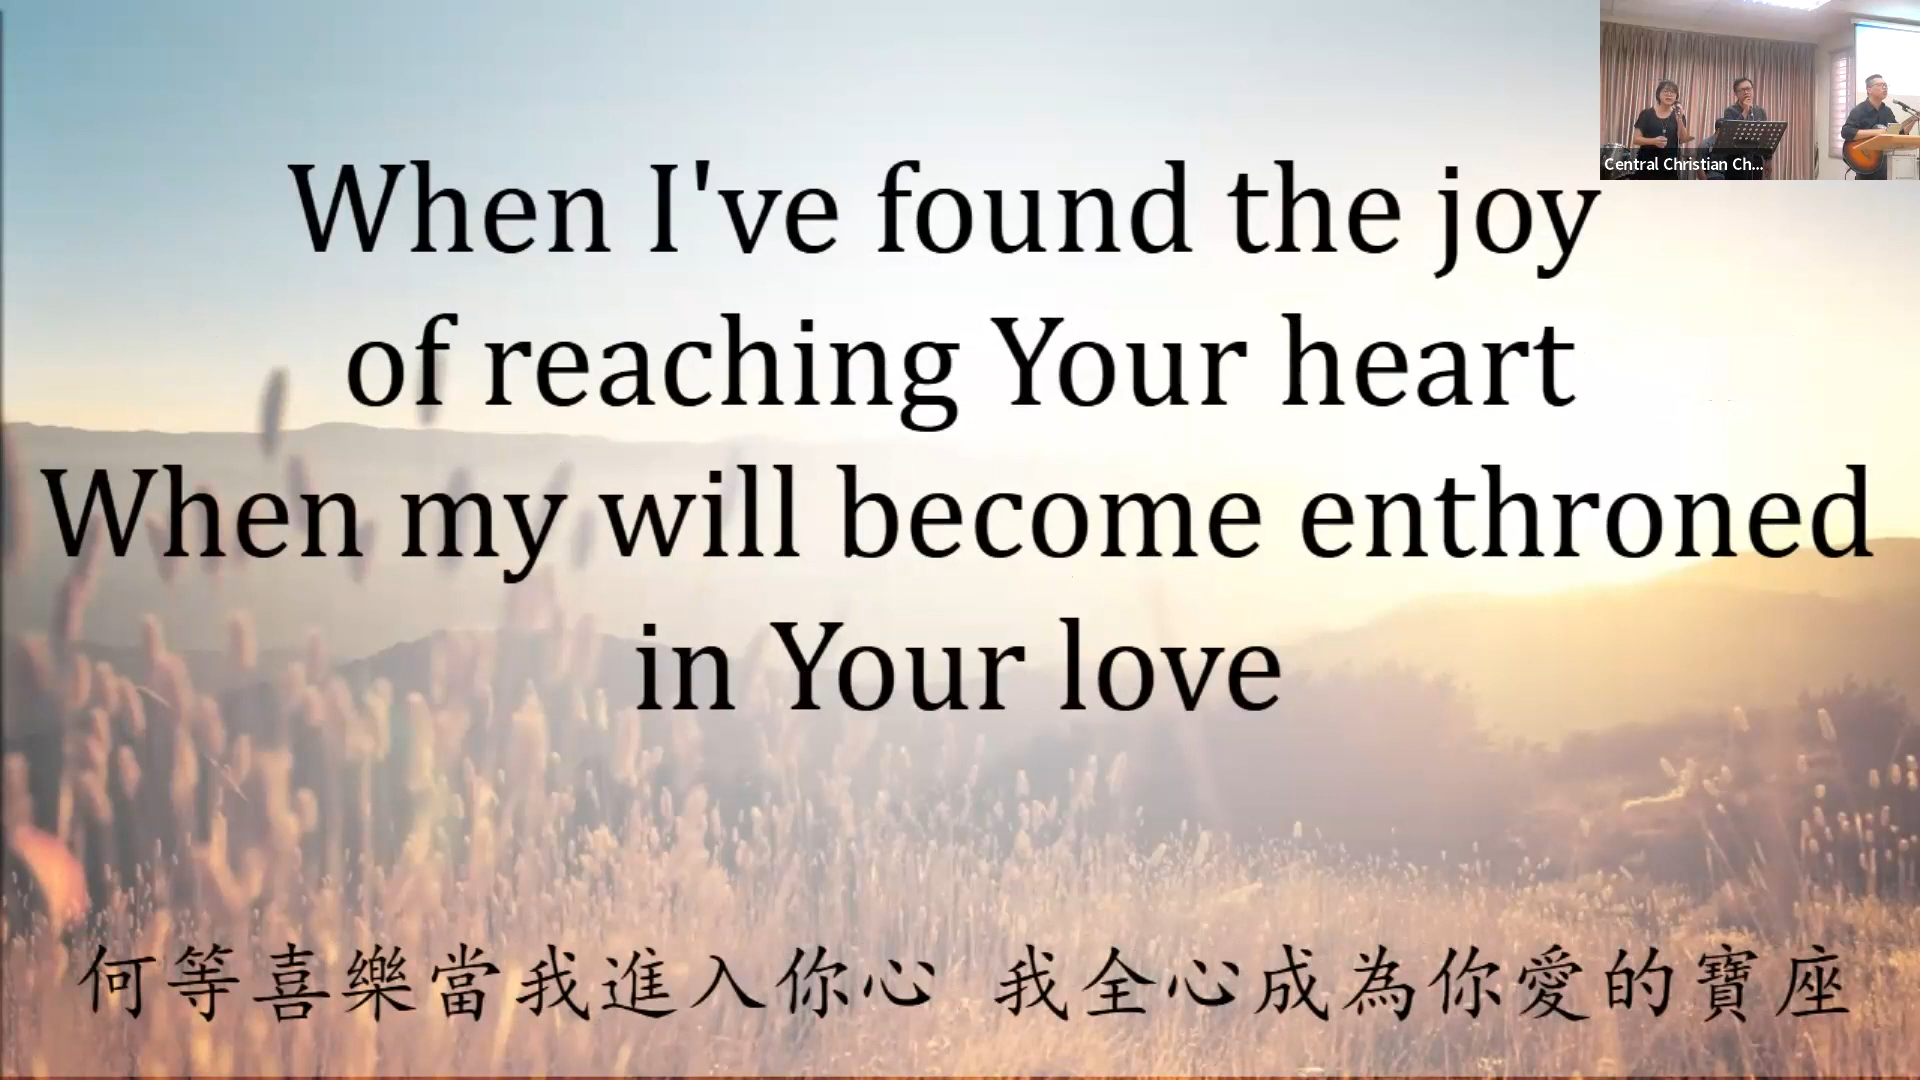 Central Christian Ch...
When I've found the joy
of reaching Your heart
When my will become enthroned
in Your love
何等喜樂當我進入你心 我全心成為你愛的寶座